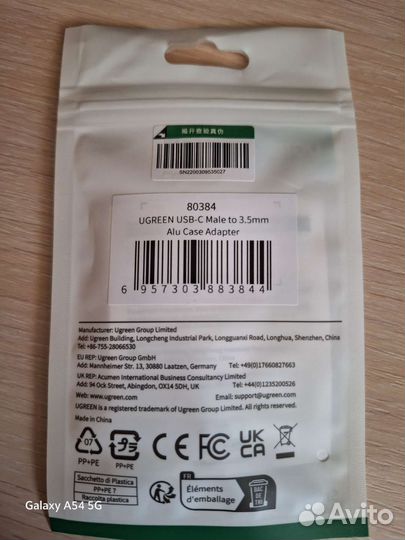 揭开查验真伪
SN2200309535027
80384
UGREEN USB-C Male to 3.5mm
Alu Case Adapter
6 957303 883844
Manufacturer: Ugreen Group Limited
Add: Ugreen Building, Longcheng Industrial Park, Longguanxi Road, Longhua, Shenzhen, China
Tel: +86-755-28066530
EU REP: Ugreen Group GmbH
Add: Mannheimer Str. 13, 30880 Laatzen, Germany Tel: +49(0)17660827663
UK REP: Acumen International Business Consultancy Limited
Add: 94 Ock Street, Abingdon, OX14 5DH, UK Tel: +44(0)1235200526
Web: www.ugreen.com Email: support@ugreen.com
UGREEN is a registered trademark of Ugreen Group Limited. All rights reserved.
Made in China
07
PP+PE
PP+PE
CE
FC
UK
CA
Sacchetto di Plastica
PP+PE 7
Raccolta plastica
FR
Éléments
d'emballage
BAC
DE
TRI
Galaxy A54 5G
Avito